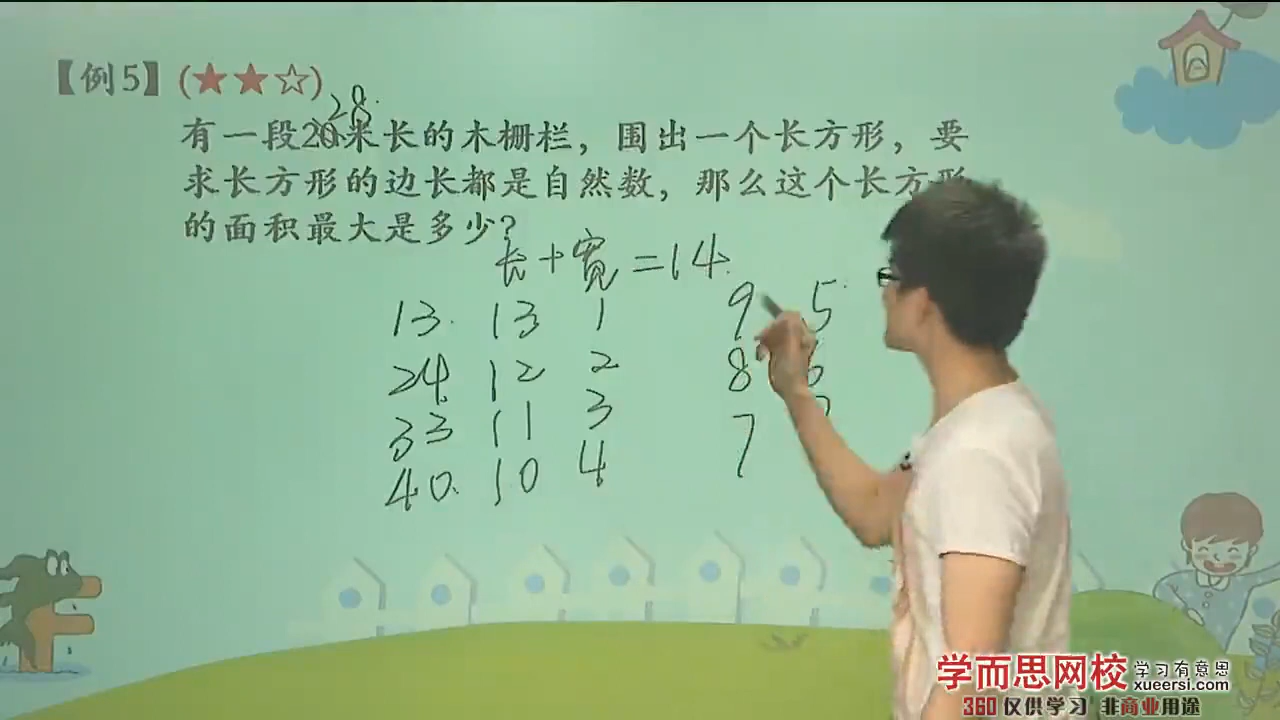 【例5】(★★☆)
28
有一段20米长的木栅栏，围出一个长方形，要
求长方形的边长都是自然数，那么这个长方形
的面积最大是多少？
长+宽=14
13 13 1 9 5
24 12 2 8 6
33 11 3 7
40 10 4
学而思网校 学习有意思
xueersi.com
360 仅供学习 非商业用途